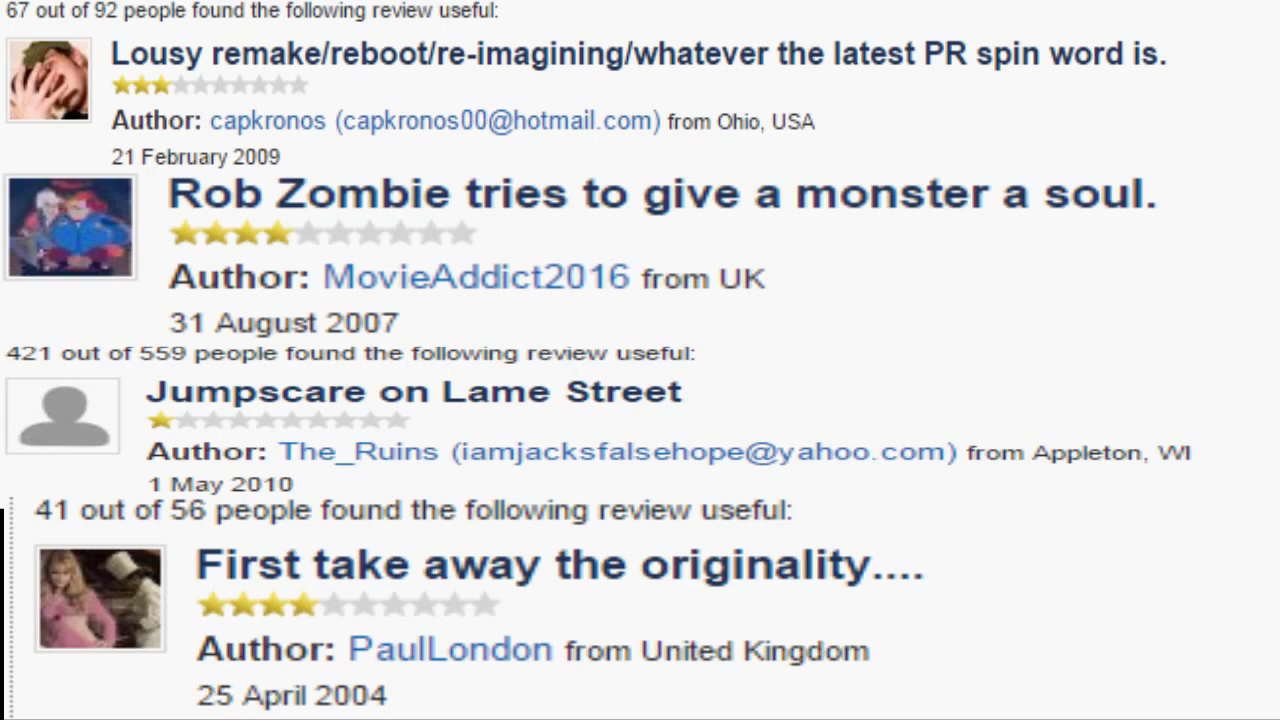 67 out of 92 people found the following review useful:
Lousy remake/reboot/re-imagining/whatever the latest PR spin word is.
Author: capkronos (capkronos00@hotmail.com) from Ohio, USA
21 February 2009
Rob Zombie tries to give a monster a soul.
Author: MovieAddict2016 from UK
31 August 2007
421 out of 559 people found the following review useful:
Jumpscare on Lame Street
Author: The_Ruins (iamjacksfalsehope@yahoo.com) from Appleton, WI
1 May 2010
41 out of 56 people found the following review useful:
First take away the originality....
Author: PaulLondon from United Kingdom
25 April 2004